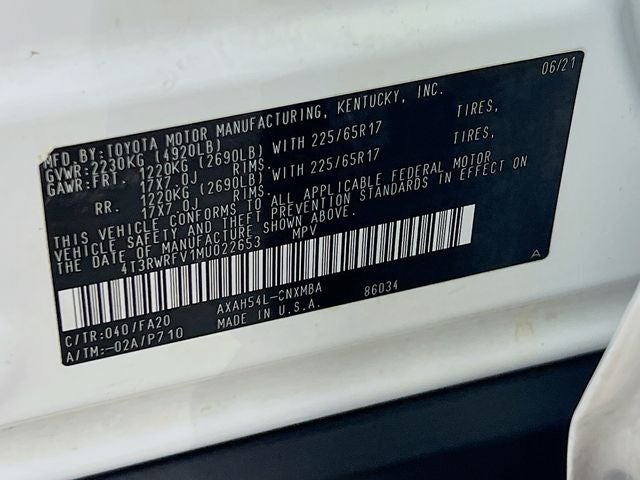 06/21
MFD.BY:TOYOTA MOTOR MANUFACTURING, KENTUCKY, INC.
GVWR:2230KG (4920LB)
GAWR:FRT. 1220KG (2690LB) WITH 225/65R17 TIRES,
17X7.0J RIMS
RR. 1220KG (2690LB) WITH 225/65R17 TIRES,
17X7.0J RIMS
THIS VEHICLE CONFORMS TO ALL APPLICABLE FEDERAL MOTOR
VEHICLE SAFETY AND THEFT PREVENTION STANDARDS IN EFFECT ON
THE DATE OF MANUFACTURE SHOWN ABOVE.
4T3RWRFV1MU022653 MPV
C/TR:040/FA20 AXAH54L-CNXMBA 86034
A/TM:-02A/P710 MADE IN U.S.A. A